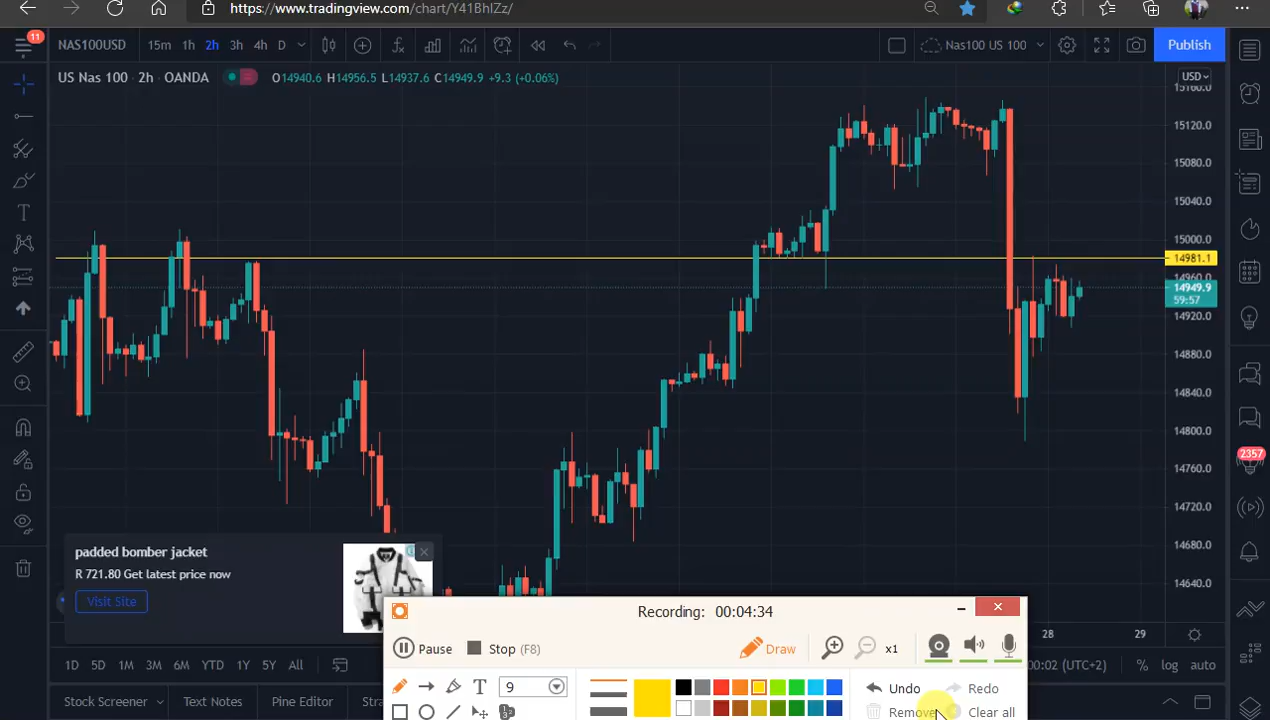 https://www.tradingview.com/chart/Y41BhlZz/
11
NAS100USD 15m 1h 2h 3h 4h D Nas100 US 100 Publish
US Nas 100 · 2h · OANDA O14940.6 H14956.5 L14937.6 C14949.9 +9.3 (+0.06%)
USD
15160.0
15120.0
15080.0
15040.0
15000.0
14981.1
14960.0
14949.9
59:57
14920.0
14880.0
14840.0
14800.0
14760.0
14720.0
14680.0
14640.0
2357
padded bomber jacket
R 721.80 Get latest price now
Visit Site
Recording: 00:04:34
28 29
Pause Stop (F8) Draw x1
1D 5D 1M 3M 6M YTD 1Y 5Y All
:00:02 (UTC+2) % log auto
T 9 Undo Redo
Stock Screener Text Notes Pine Editor Stra
Remove Clear all